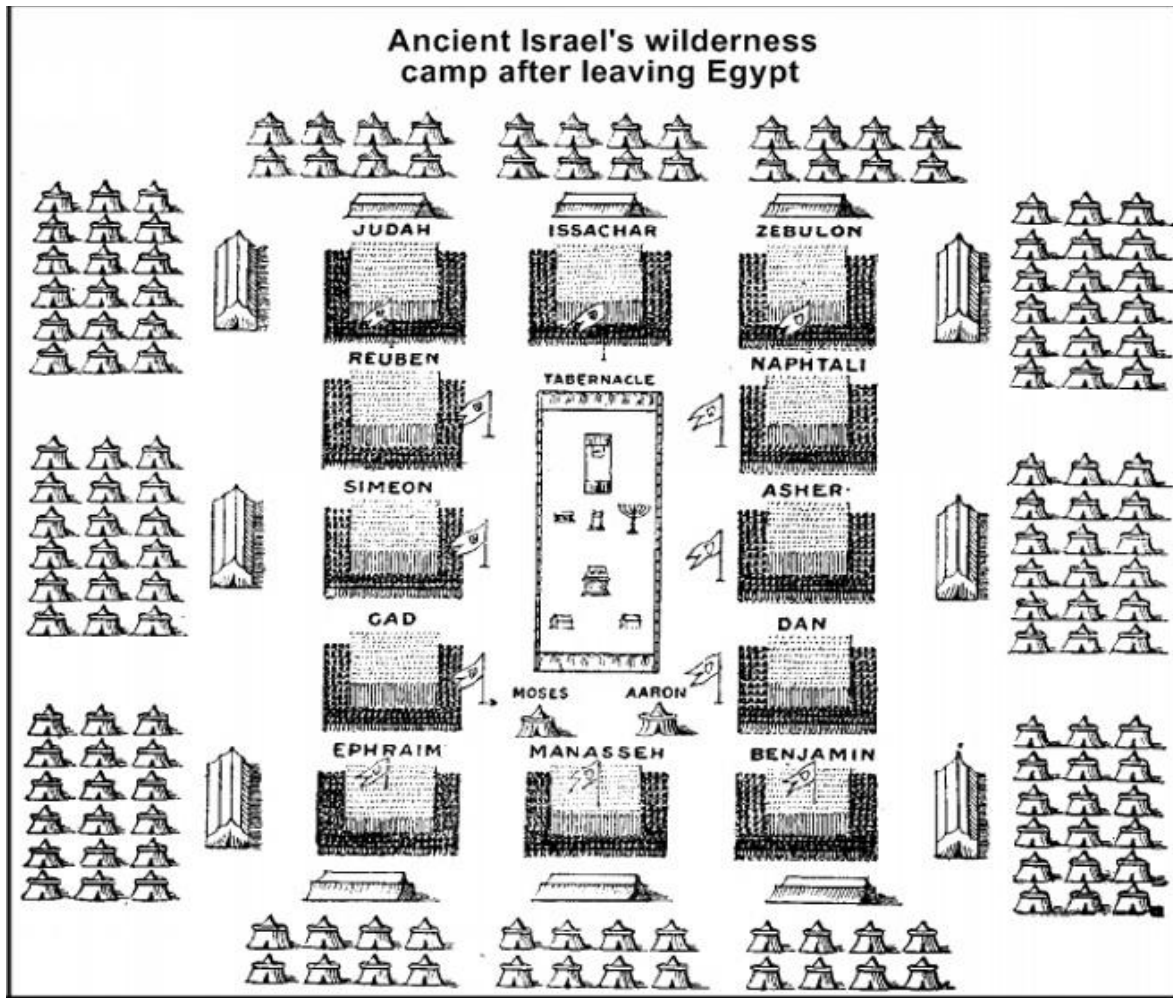 Ancient Israel's wilderness
camp after leaving Egypt
JUDAH ISSACHAR ZEBULON
REUBEN NAPHTALI
TABERNACLE
SIMEON ASHER
GAD DAN
MOSES AARON
EPHRAIM MANASSEH BENJAMIN